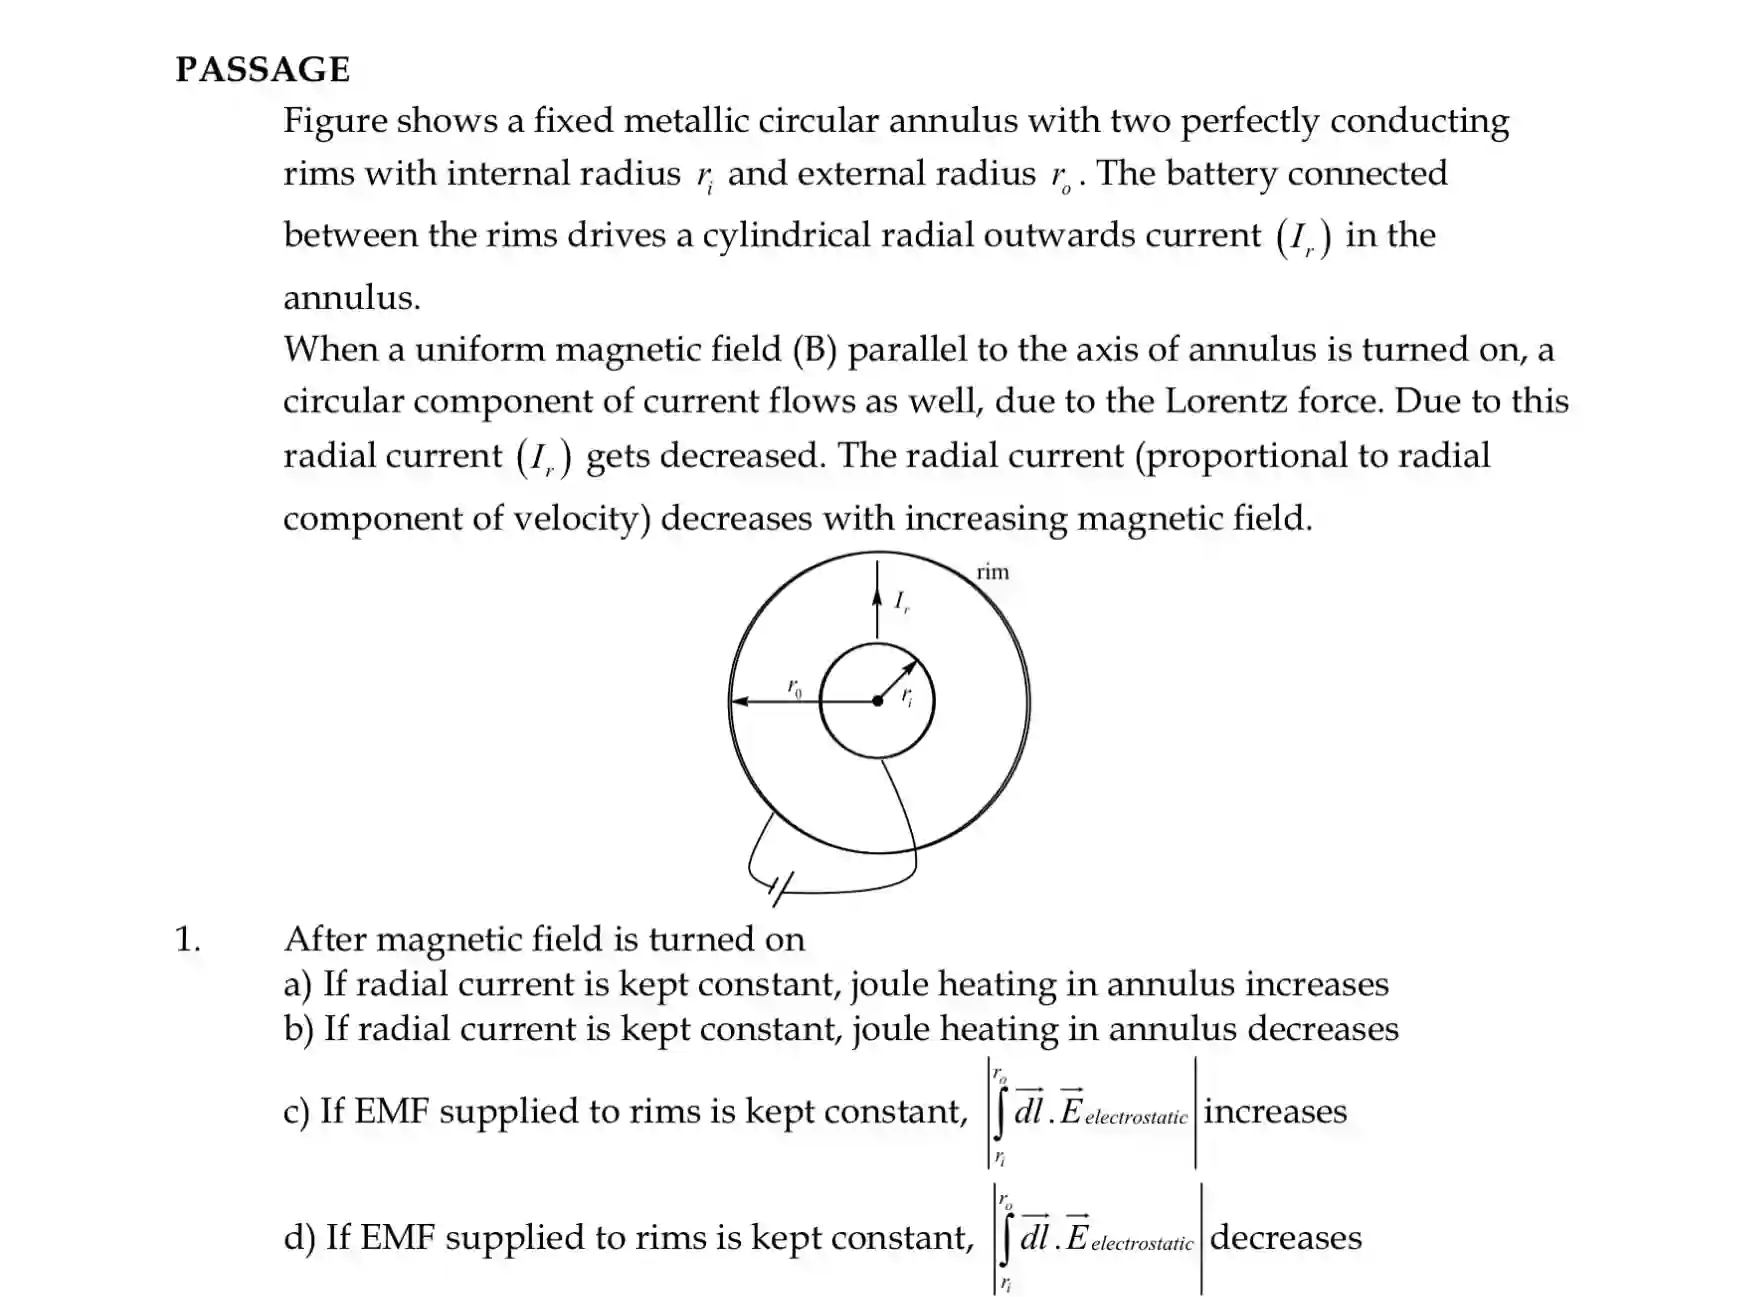 PASSAGE
Figure shows a fixed metallic circular annulus with two perfectly conducting
rims with internal radius r_i and external radius r_o. The battery connected
between the rims drives a cylindrical radial outwards current (I_r) in the
annulus.
When a uniform magnetic field (B) parallel to the axis of annulus is turned on, a
circular component of current flows as well, due to the Lorentz force. Due to this
radial current (I_r) gets decreased. The radial current (proportional to radial
component of velocity) decreases with increasing magnetic field.
rim
I_r
r_0
r_i
1. After magnetic field is turned on
a) If radial current is kept constant, joule heating in annulus increases
b) If radial current is kept constant, joule heating in annulus decreases
c) If EMF supplied to rims is kept constant, |∫_{r_i}^{r_o} \vec{dl}.\vec{E}_{electrostatic}| increases
d) If EMF supplied to rims is kept constant, |∫_{r_i}^{r_o} \vec{dl}.\vec{E}_{electrostatic}| decreases